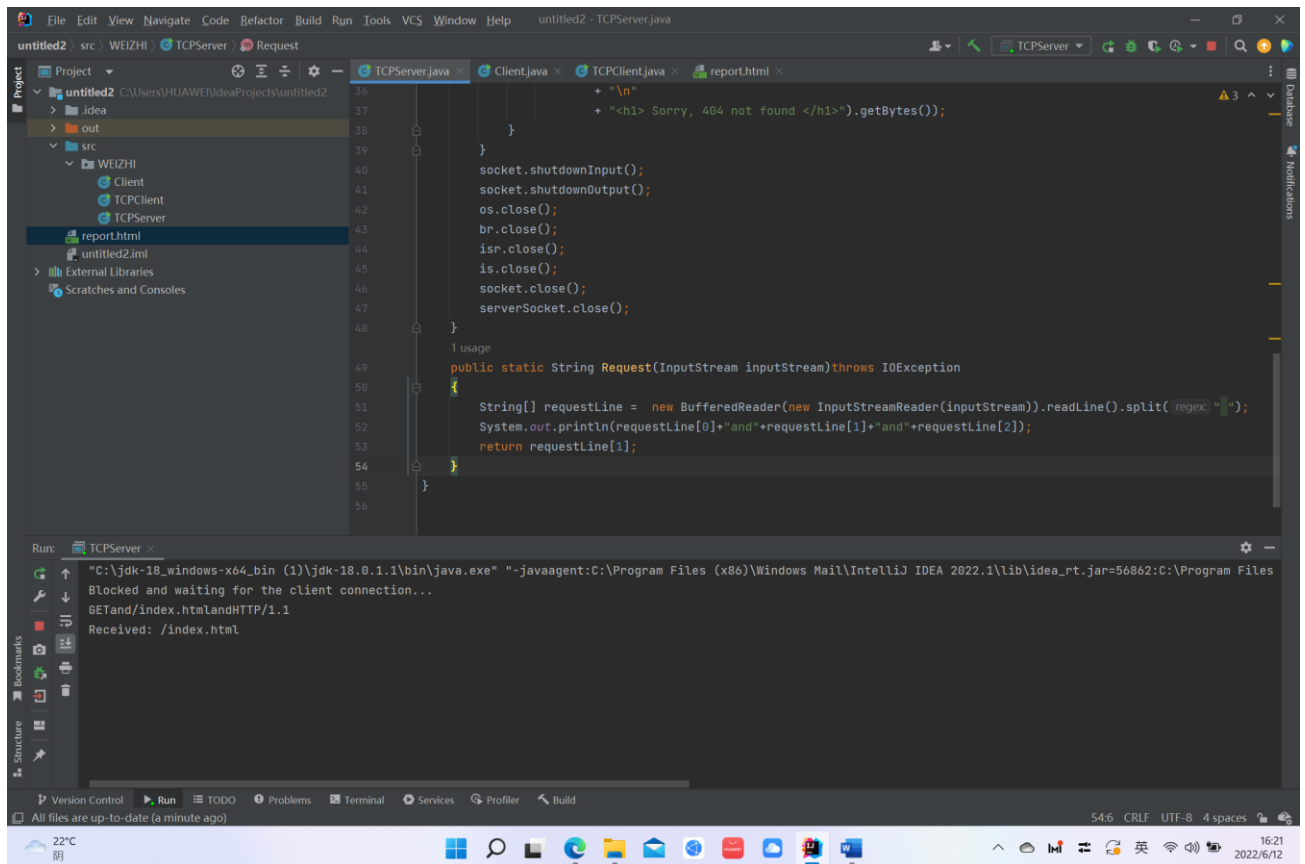 File Edit View Navigate Code Refactor Build Run Tools VCS Window Help untitled2 - TCPServer.java
untitled2 〉 src 〉 WEIZHI 〉 TCPServer 〉 Request
TCPServer
Project
TCPServer.java × Client.java × TCPClient.java × report.html ×
untitled2 C:\Users\HUAWEI\IdeaProjects\untitled2
.idea
out
src
WEIZHI
Client
TCPClient
TCPServer
report.html
untitled2.iml
External Libraries
Scratches and Consoles
3
36 + "\n"
37 + "<h1> Sorry, 404 not found </h1>").getBytes());
38 }
39 }
40 socket.shutdownInput();
41 socket.shutdownOutput();
42 os.close();
43 br.close();
44 isr.close();
45 is.close();
46 socket.close();
47 serverSocket.close();
48 }
1 usage
49 public static String Request(InputStream inputStream)throws IOException
50 {
51 String[] requestLine = new BufferedReader(new InputStreamReader(inputStream)).readLine().split( regex: " ");
52 System.out.println(requestLine[0]+"and"+requestLine[1]+"and"+requestLine[2]);
53 return requestLine[1];
54 }
55 }
56
Project
Bookmarks
Structure
Database
Notifications
Run: TCPServer ×
"C:\jdk-18_windows-x64_bin (1)\jdk-18.0.1.1\bin\java.exe" "-javaagent:C:\Program Files (x86)\Windows Mail\IntelliJ IDEA 2022.1\lib\idea_rt.jar=56862:C:\Program Files
Blocked and waiting for the client connection...
GETand/index.htmlandHTTP/1.1
Received: /index.html
Version Control Run TODO Problems Terminal Services Profiler Build
All files are up-to-date (a minute ago)
54:6 CRLF UTF-8 4 spaces
22°C
阴
英
16:21
2022/6/12